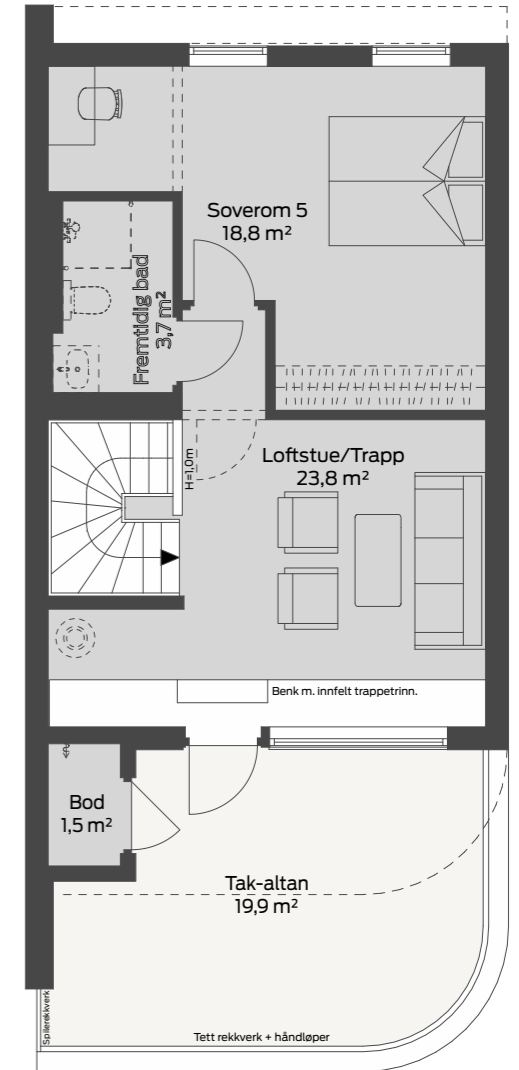 Soverom 5
18,8 m²
Fremtidig bad
3,7 m²
Loftstue/Trapp
23,8 m²
H=1,0m
Benk m. innfelt trappetrinn.
Bod
1,5 m²
Tak-altan
19,9 m²
Spilerekkverk
Tett rekkverk + håndløper